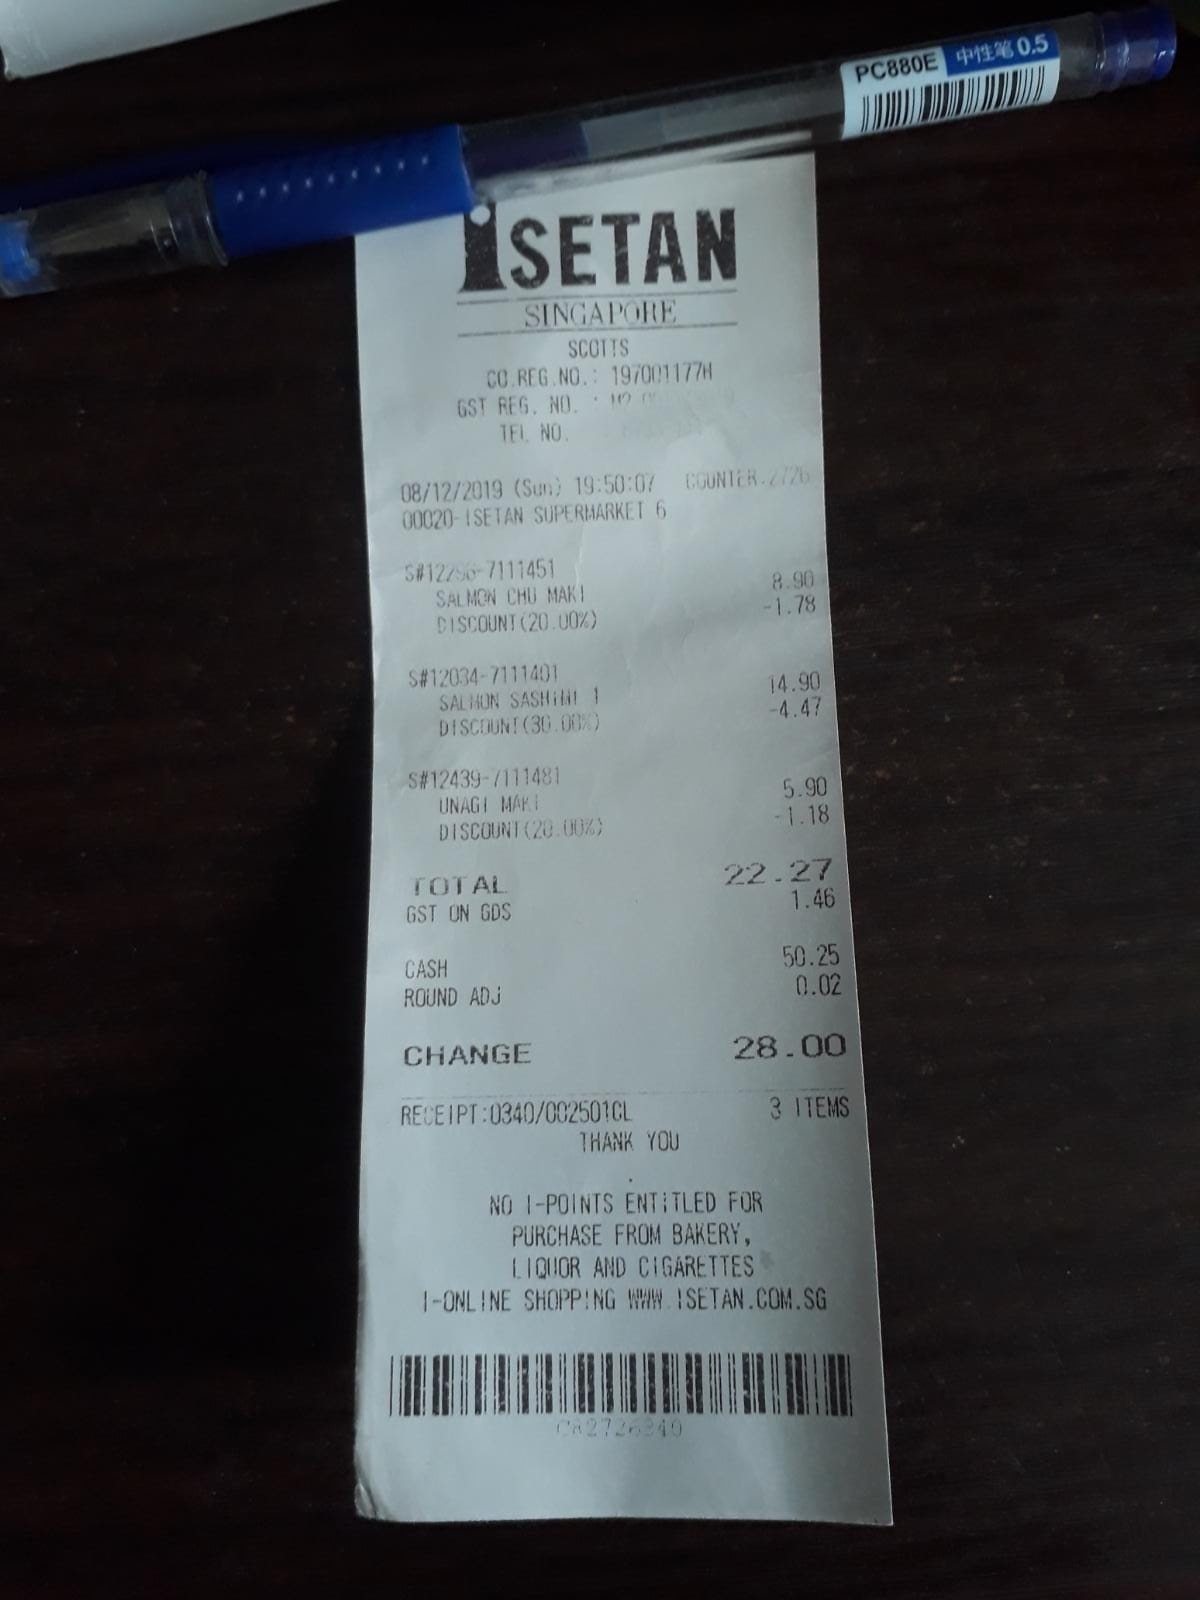 PC880E 中性笔 0.5
iSETAN
SINGAPORE
SCOTTS
CO.REG.NO.: 197001177H
GST REG. NO. : M2
TEL NO.
08/12/2019 (Sun) 19:50:07 COUNTER.2726
00020-ISETAN SUPERMARKET 6
S#12296-7111451
SALMON CHU MAKI 8.90
DISCOUNT(20.00%) -1.78
S#12034-7111401
SALMON SASHIMI 1 14.90
DISCOUNT(30.00%) -4.47
S#12439-7111481
UNAGI MAKI 5.90
DISCOUNT(20.00%) -1.18
TOTAL 22.27
GST ON GDS 1.46
CASH 50.25
ROUND ADJ 0.02
CHANGE 28.00
RECEIPT:0340/002501CL 3 ITEMS
THANK YOU
.
NO I-POINTS ENTITLED FOR
PURCHASE FROM BAKERY,
LIQUOR AND CIGARETTES
I-ONLINE SHOPPING WWW.ISETAN.COM.SG